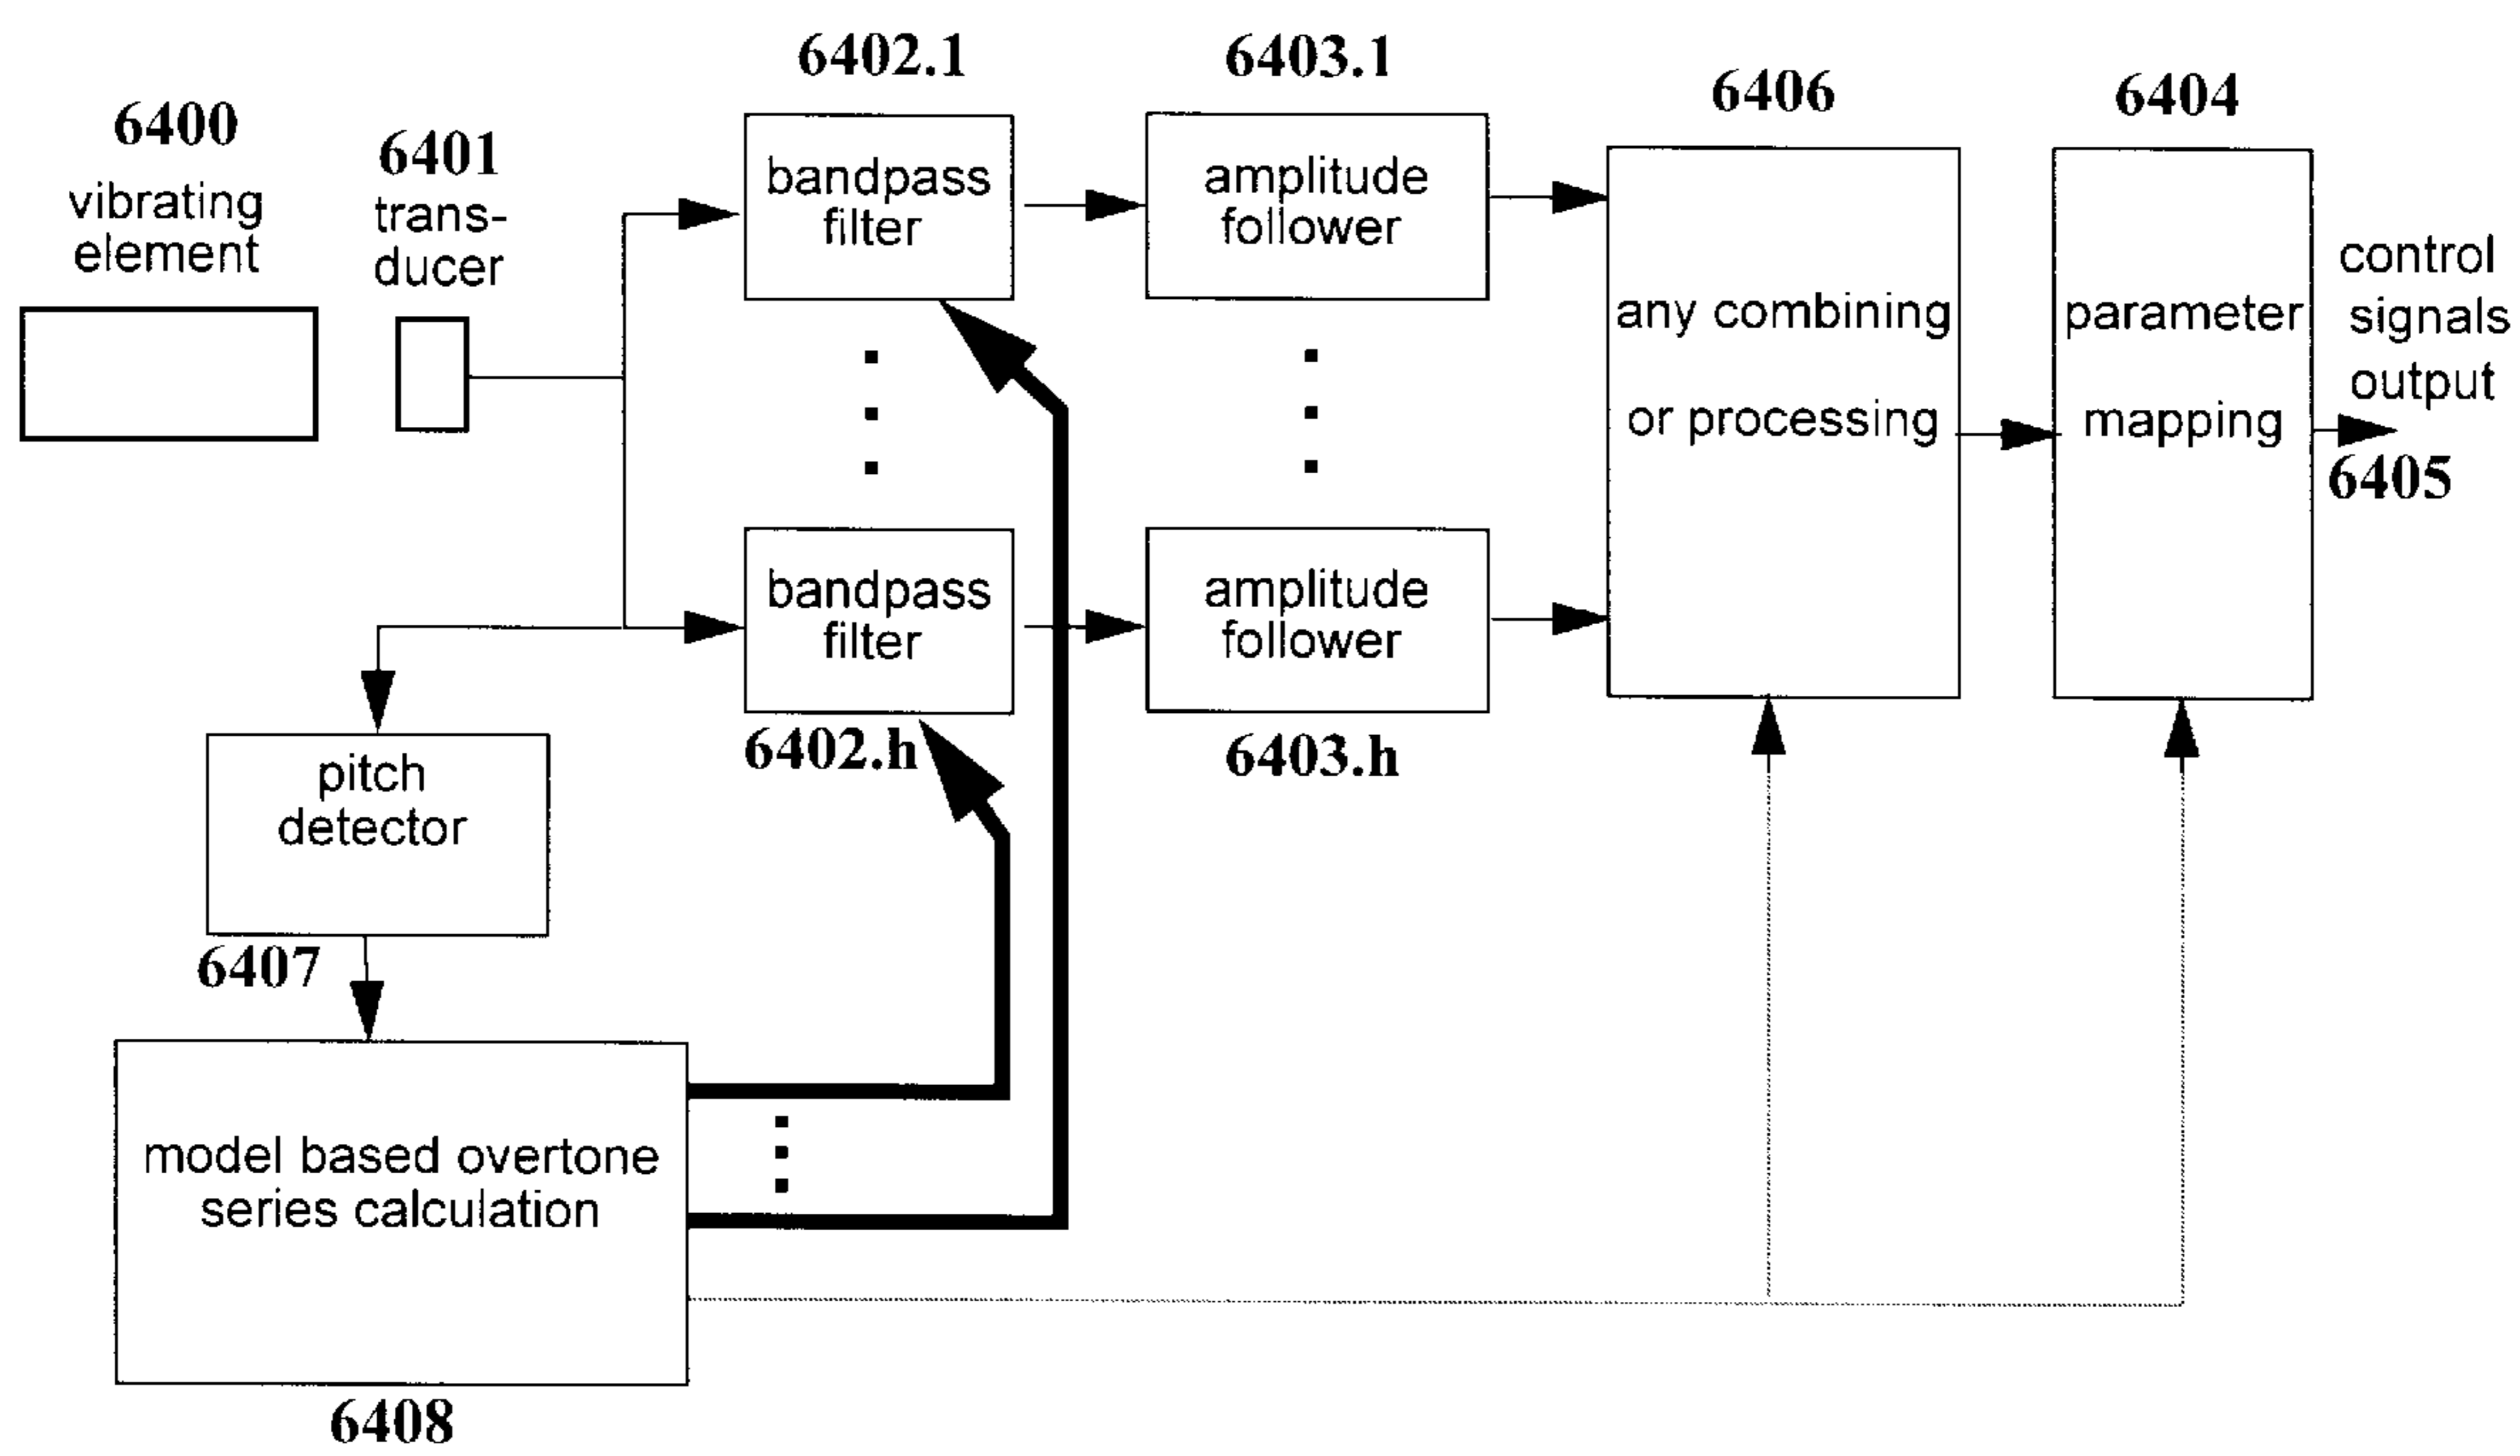 6400
vibrating
element
6401
trans-
ducer
6402.1
bandpass
filter
6403.1
amplitude
follower
6406
any combining
or processing
6404
parameter
mapping
control
signals
output
6405
bandpass
filter
6402.h
amplitude
follower
6403.h
pitch
detector
6407
model based overtone
series calculation
6408